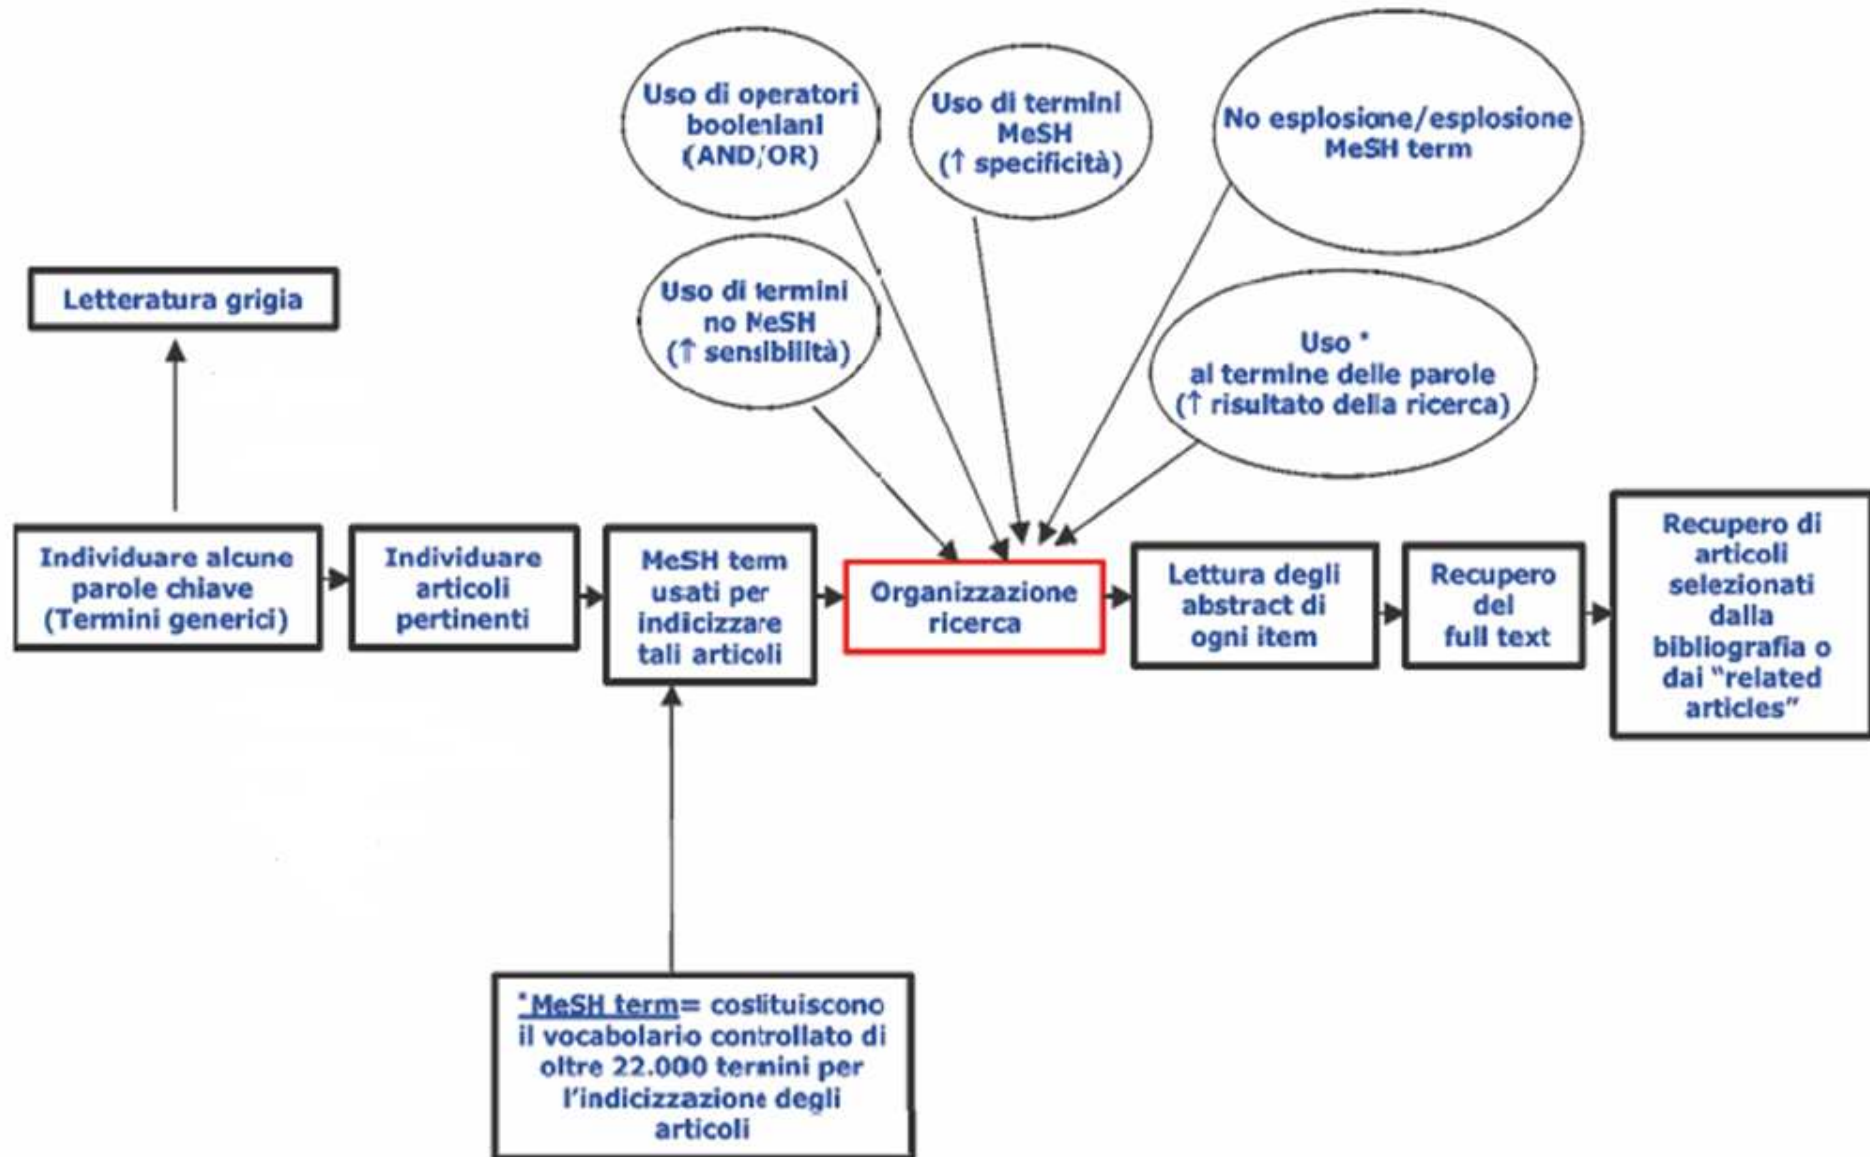 Uso di operatori
booleniani
(AND/OR)
Uso di termini
MeSH
(↑ specificità)
No esplosione/esplosione
MeSH term
Uso di termini
no MeSH
(↑ sensibilità)
Uso *
al termine delle parole
(↑ risultato della ricerca)
Letteratura grigia
Individuare alcune
parole chiave
(Termini generici)
Individuare
articoli
pertinenti
MeSH term
usati per
indicizzare
tali articoli
Organizzazione
ricerca
Lettura degli
abstract di
ogni item
Recupero
del
full text
Recupero di
articoli
selezionati
dalla
bibliografia o
dai “related
articles”
*MeSH term= costituiscono
il vocabolario controllato di
oltre 22.000 termini per
l'indicizzazione degli
articoli